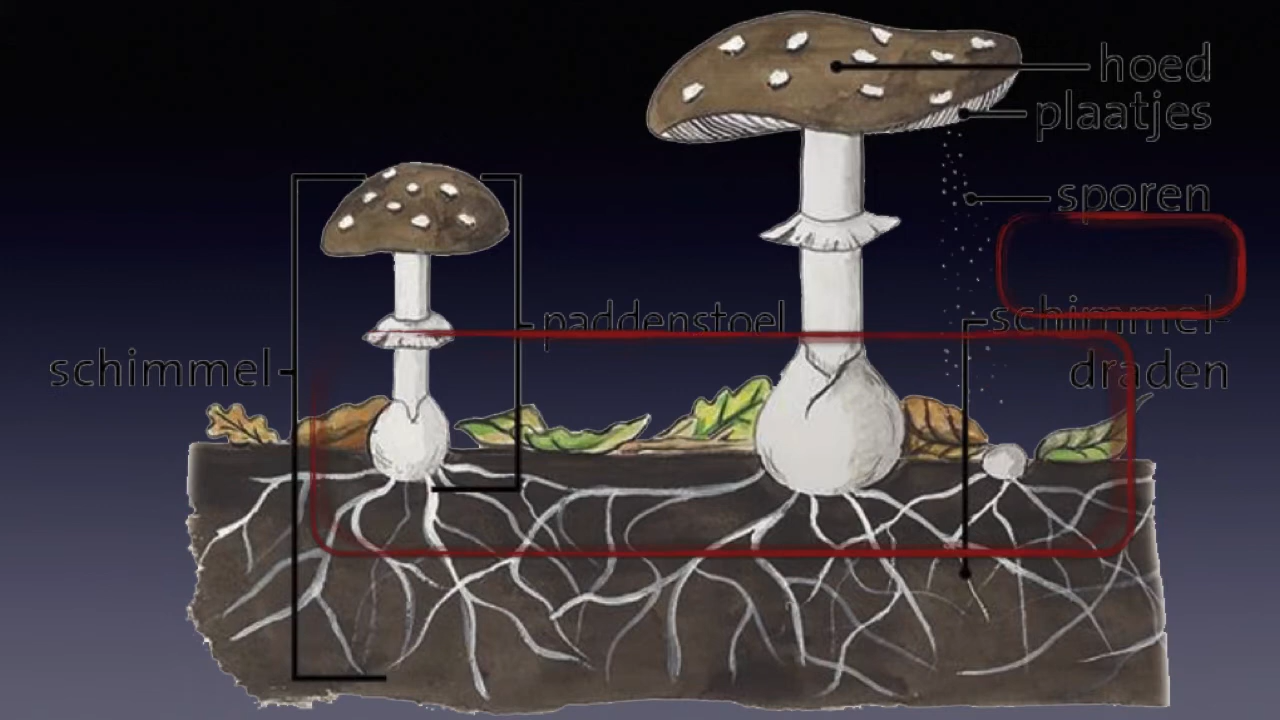 hoed
plaatjes
sporen
paddenstoel
schimmel-
draden
schimmel